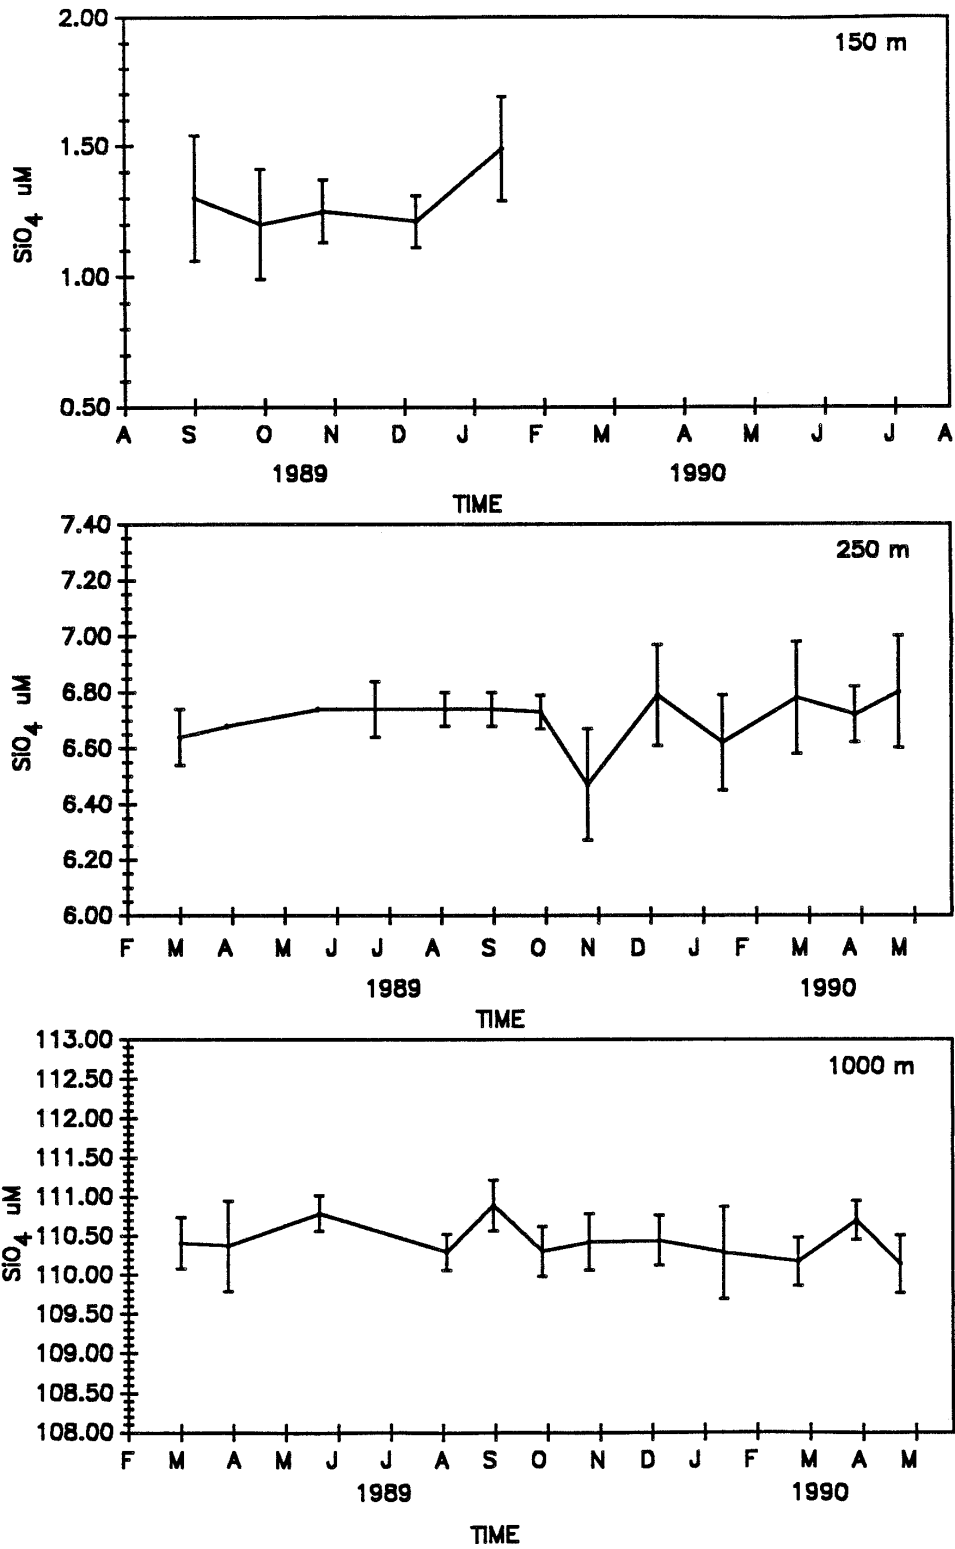 2.00
150 m
1.50
SiO4 uM
1.00
0.50
A S O N D J F M A M J J A
1989 1990
TIME
7.40
250 m
7.20
7.00
6.80
SiO4 uM
6.60
6.40
6.20
6.00
F M A M J J A S O N D J F M A M
1989 1990
TIME
113.00
1000 m
112.50
112.00
111.50
111.00
SiO4 uM
110.50
110.00
109.50
109.00
108.50
108.00
F M A M J J A S O N D J F M A M
1989 1990
TIME